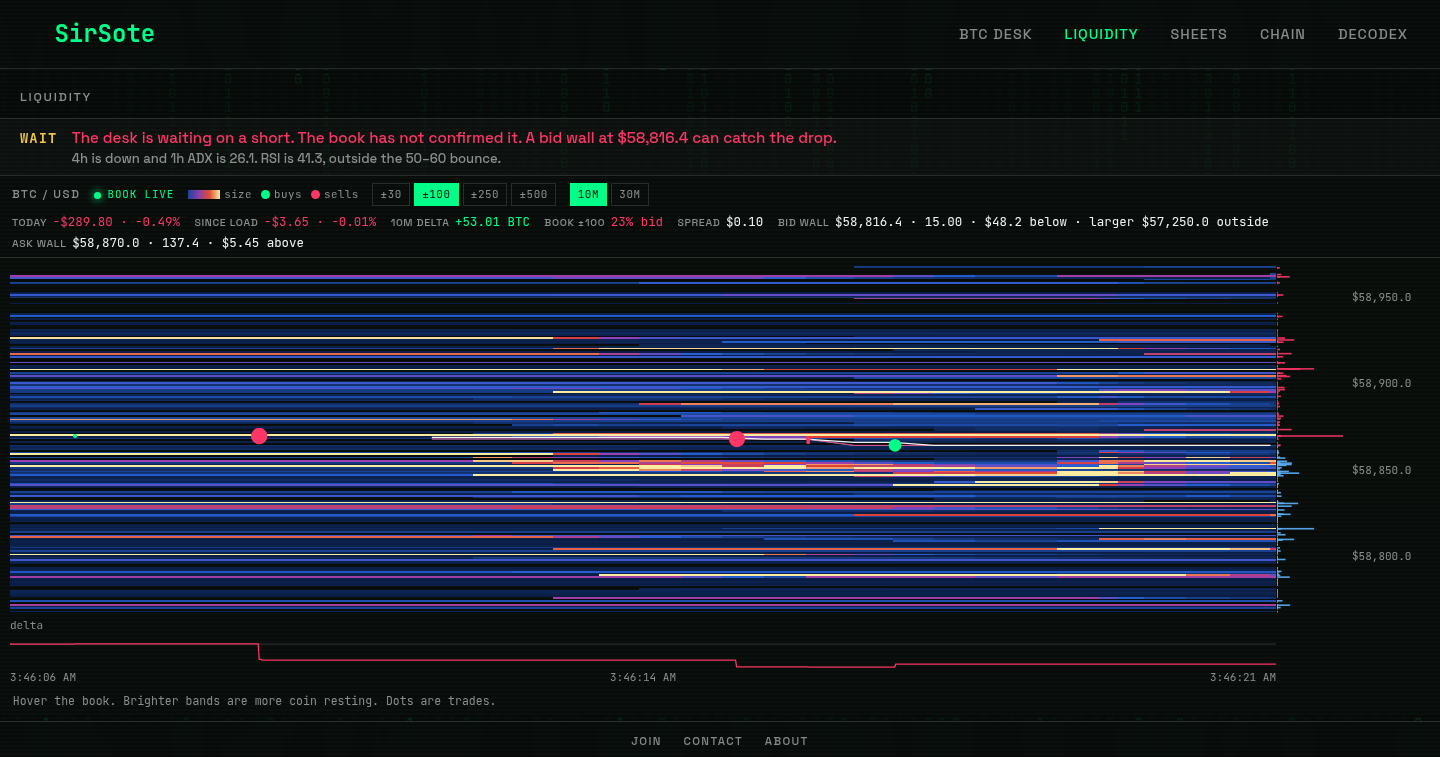 SirSote
BTC DESK LIQUIDITY SHEETS CHAIN DECODEX
LIQUIDITY
WAIT The desk is waiting on a short. The book has not confirmed it. A bid wall at $58,816.4 can catch the drop.
4h is down and 1h ADX is 26.1. RSI is 41.3, outside the 50–60 bounce.
BTC / USD BOOK LIVE size buys sells ±30 ±100 ±250 ±500 10M 30M
TODAY -$289.80 · -0.49% SINCE LOAD -$3.65 · -0.01% 10M DELTA +53.01 BTC BOOK ±100 23% bid SPREAD $0.10 BID WALL $58,816.4 · 15.00 · $48.2 below · larger $57,250.0 outside
ASK WALL $58,870.0 · 137.4 · $5.45 above
$58,950.0
$58,900.0
$58,850.0
$58,800.0
delta
3:46:06 AM 3:46:14 AM 3:46:21 AM
Hover the book. Brighter bands are more coin resting. Dots are trades.
JOIN CONTACT ABOUT